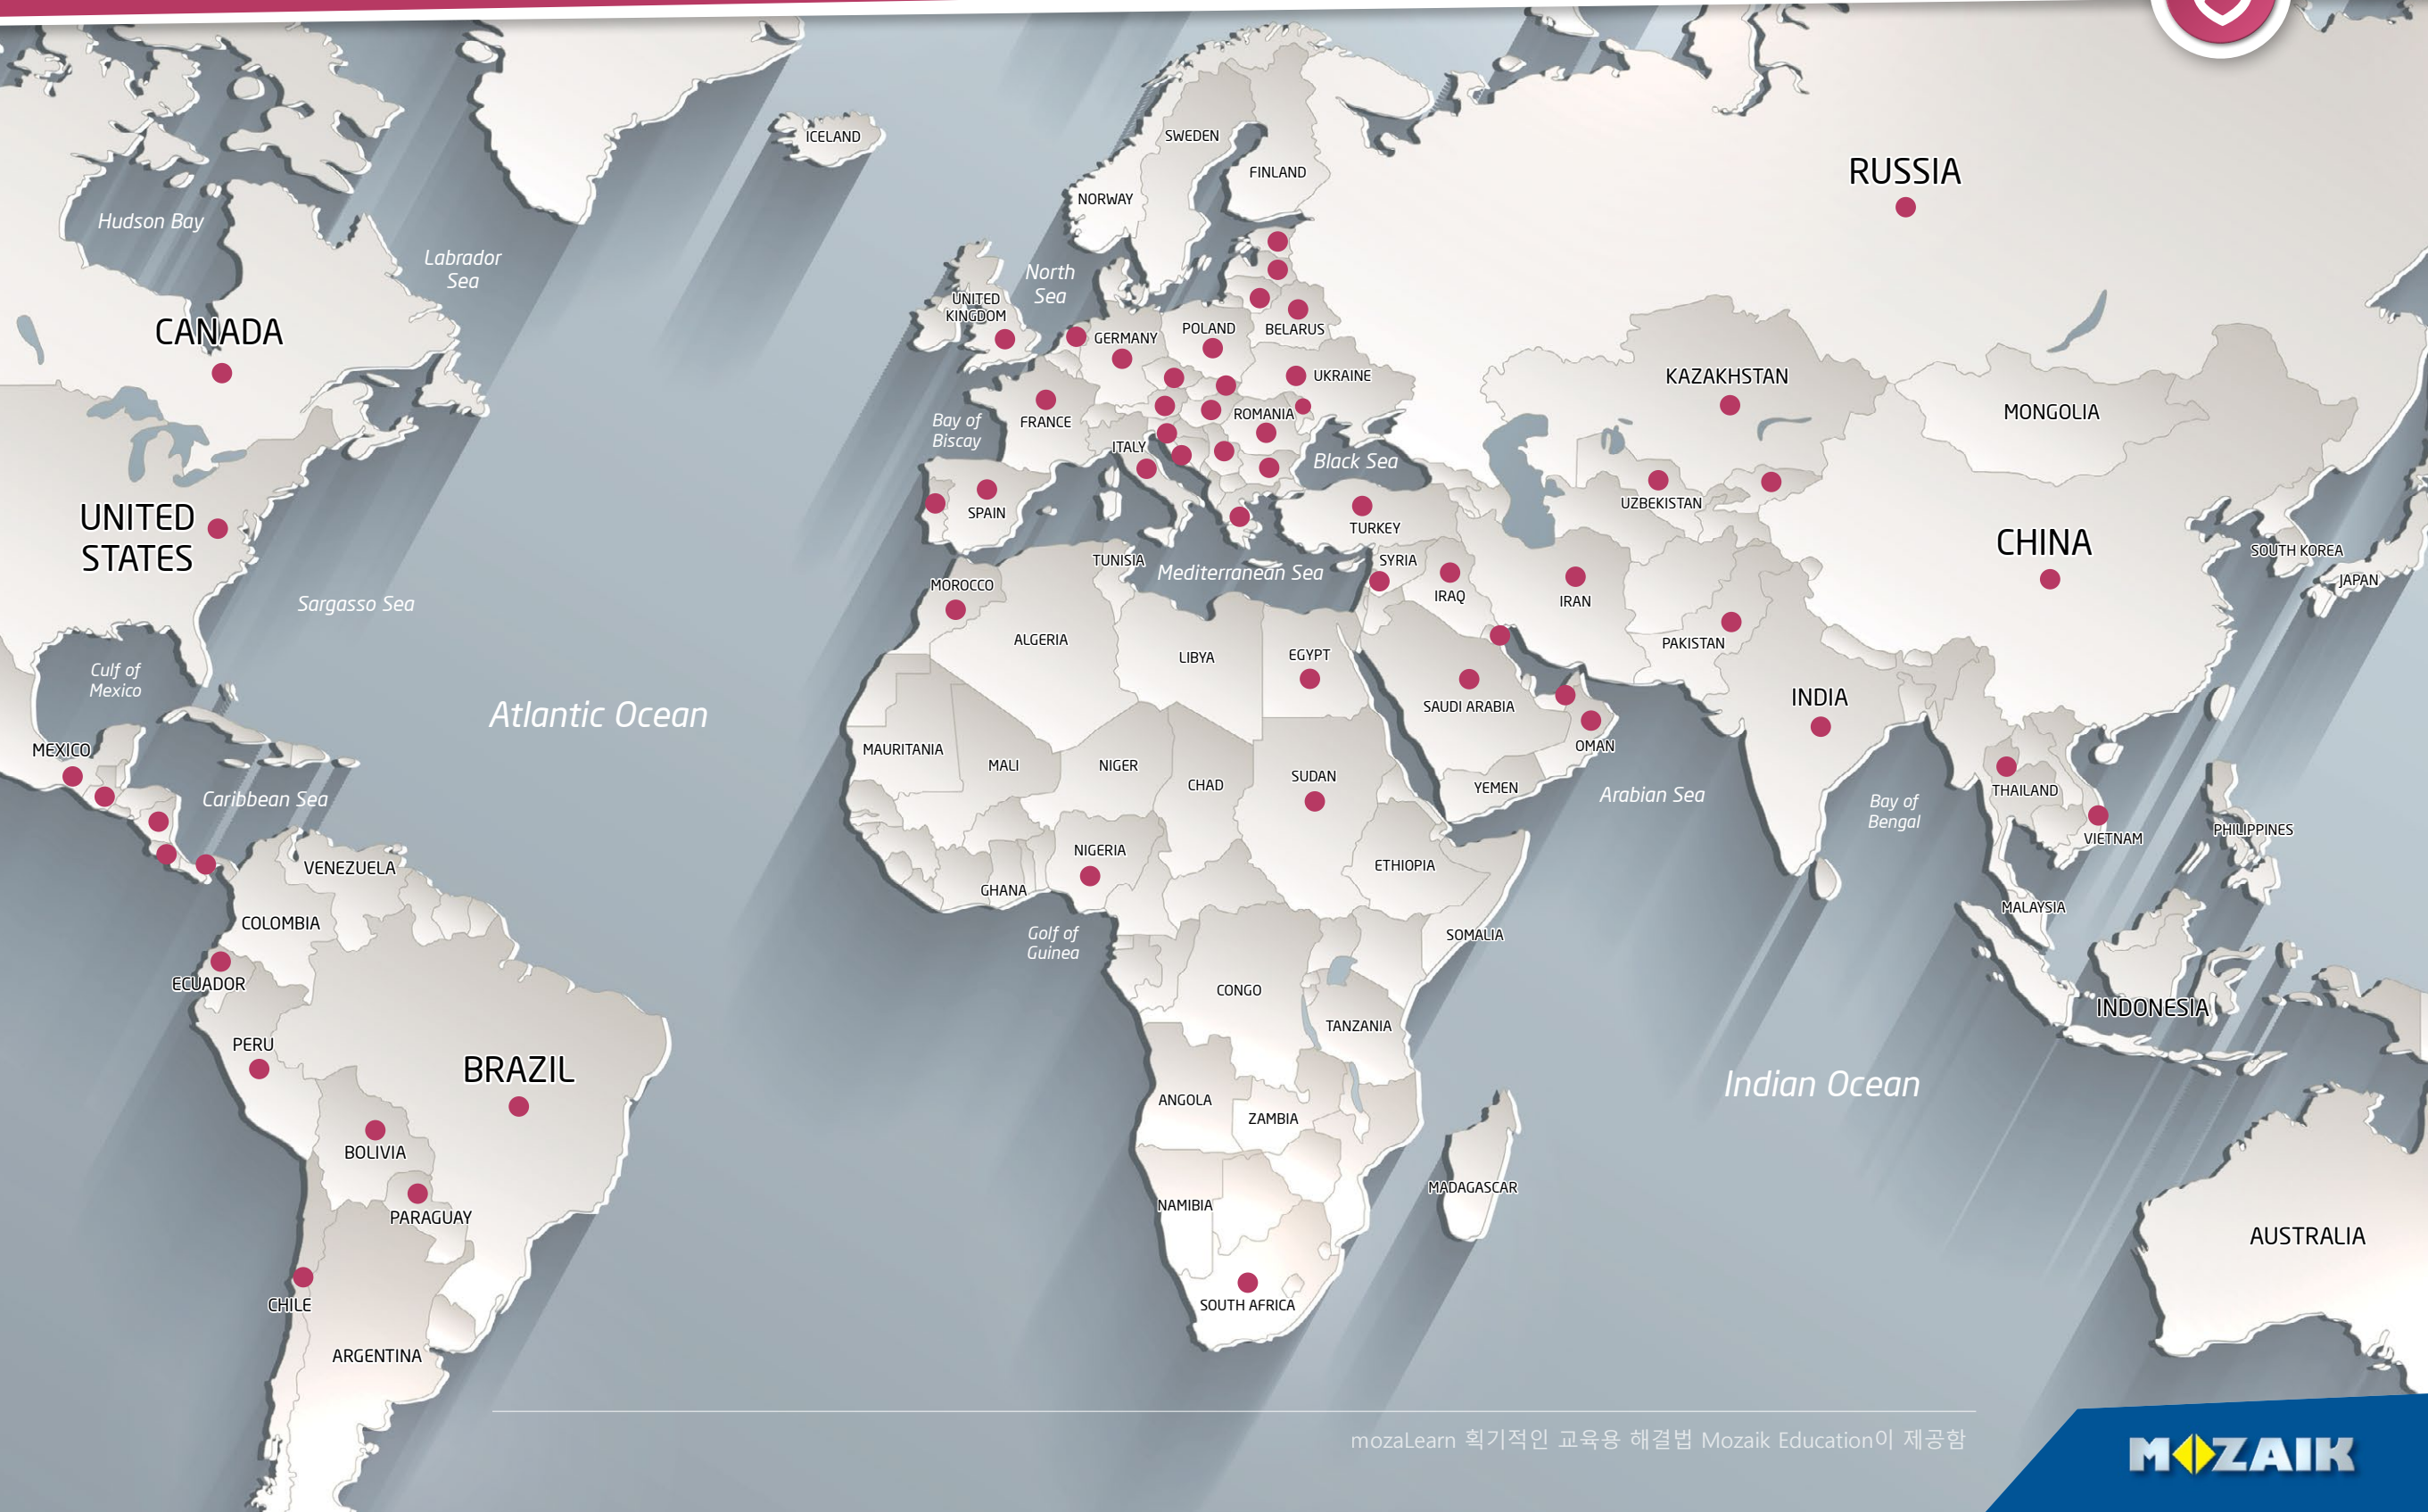 ICELAND
SWEDEN
FINLAND
NORWAY
RUSSIA
Hudson Bay
Labrador
Sea
North
Sea
UNITED
KINGDOM
CANADA
GERMANY
POLAND
BELARUS
UKRAINE
KAZAKHSTAN
MONGOLIA
FRANCE
ROMANIA
Bay of
Biscay
ITALY
Black Sea
UZBEKISTAN
SPAIN
TURKEY
UNITED
STATES
CHINA
SOUTH KOREA
JAPAN
TUNISIA
Mediterranean Sea
SYRIA
MOROCCO
IRAQ
IRAN
Sargasso Sea
ALGERIA
LIBYA
EGYPT
PAKISTAN
Culf of
Mexico
Atlantic Ocean
SAUDI ARABIA
INDIA
OMAN
MEXICO
MAURITANIA
MALI
NIGER
CHAD
SUDAN
YEMEN
Arabian Sea
Bay of
Bengal
THAILAND
VIETNAM
PHILIPPINES
Caribbean Sea
VENEZUELA
NIGERIA
GHANA
ETHIOPIA
COLOMBIA
MALAYSIA
Golf of
Guinea
SOMALIA
ECUADOR
CONGO
INDONESIA
TANZANIA
PERU
BRAZIL
Indian Ocean
ANGOLA
ZAMBIA
BOLIVIA
MADAGASCAR
NAMIBIA
PARAGUAY
AUSTRALIA
CHILE
SOUTH AFRICA
ARGENTINA
mozaLearn 획기적인 교육용 해결법 Mozaik Education이 제공함
MOZAIK